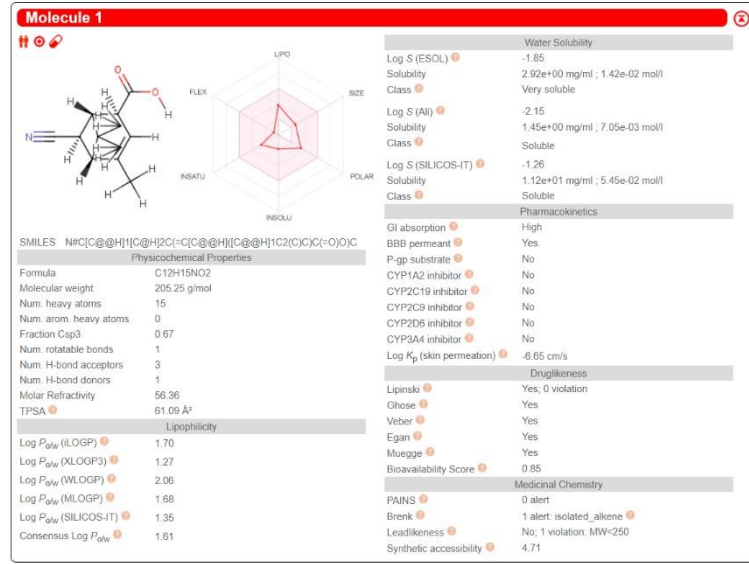 Molecule 1
LIPO
FLEX
SIZE
INSATU
POLAR
INSOLU
SMILES N#C[C@@H]1[C@H]2C(=C[C@@H]([C@@H]1C2(C)C)C(=O)O)C
Physicochemical Properties
Formula C12H15NO2
Molecular weight 205.25 g/mol
Num. heavy atoms 15
Num. arom. heavy atoms 0
Fraction Csp3 0.67
Num. rotatable bonds 1
Num. H-bond acceptors 3
Num. H-bond donors 1
Molar Refractivity 56.36
TPSA ? 61.09 Å²
Lipophilicity
Log Po/w (iLOGP) ? 1.70
Log Po/w (XLOGP3) ? 1.27
Log Po/w (WLOGP) ? 2.06
Log Po/w (MLOGP) ? 1.68
Log Po/w (SILICOS-IT) ? 1.35
Consensus Log Po/w ? 1.61
Water Solubility
Log S (ESOL) ? -1.85
Solubility 2.92e+00 mg/ml ; 1.42e-02 mol/l
Class ? Very soluble
Log S (Ali) ? -2.15
Solubility 1.45e+00 mg/ml ; 7.05e-03 mol/l
Class ? Soluble
Log S (SILICOS-IT) ? -1.26
Solubility 1.12e+01 mg/ml ; 5.45e-02 mol/l
Class ? Soluble
Pharmacokinetics
GI absorption ? High
BBB permeant ? Yes
P-gp substrate ? No
CYP1A2 inhibitor ? No
CYP2C19 inhibitor ? No
CYP2C9 inhibitor ? No
CYP2D6 inhibitor ? No
CYP3A4 inhibitor ? No
Log Kp (skin permeation) ? -6.65 cm/s
Druglikeness
Lipinski ? Yes; 0 violation
Ghose ? Yes
Veber ? Yes
Egan ? Yes
Muegge ? Yes
Bioavailability Score ? 0.85
Medicinal Chemistry
PAINS ? 0 alert
Brenk ? 1 alert: isolated_alkene ?
Leadlikeness ? No; 1 violation: MW<250
Synthetic accessibility ? 4.71